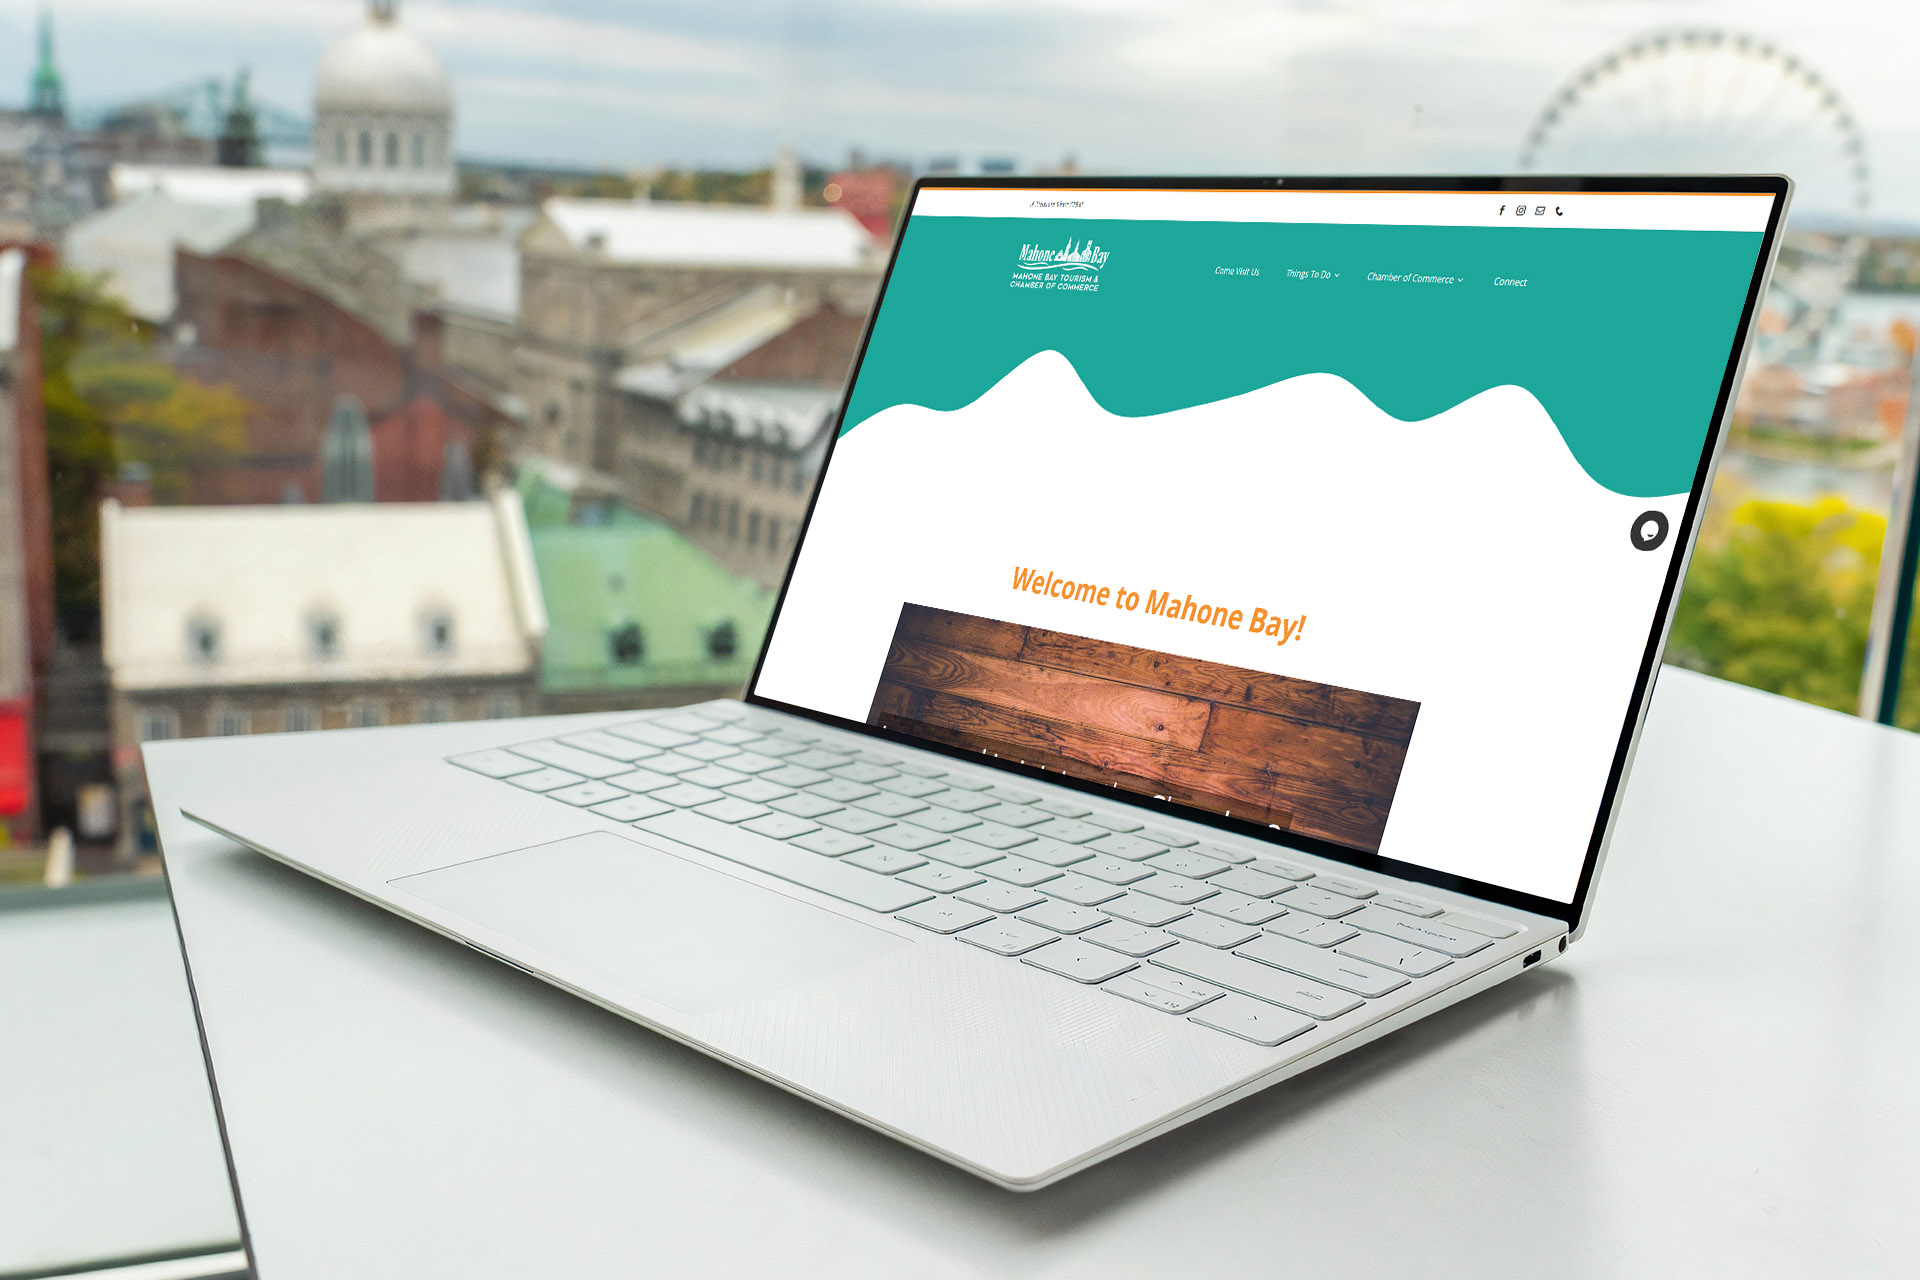 A Treasure Since 1754!
Mahone Bay
MAHONE BAY TOURISM &
CHAMBER OF COMMERCE
Come Visit Us
Things To Do
Chamber of Commerce
Connect
Welcome to Mahone Bay!